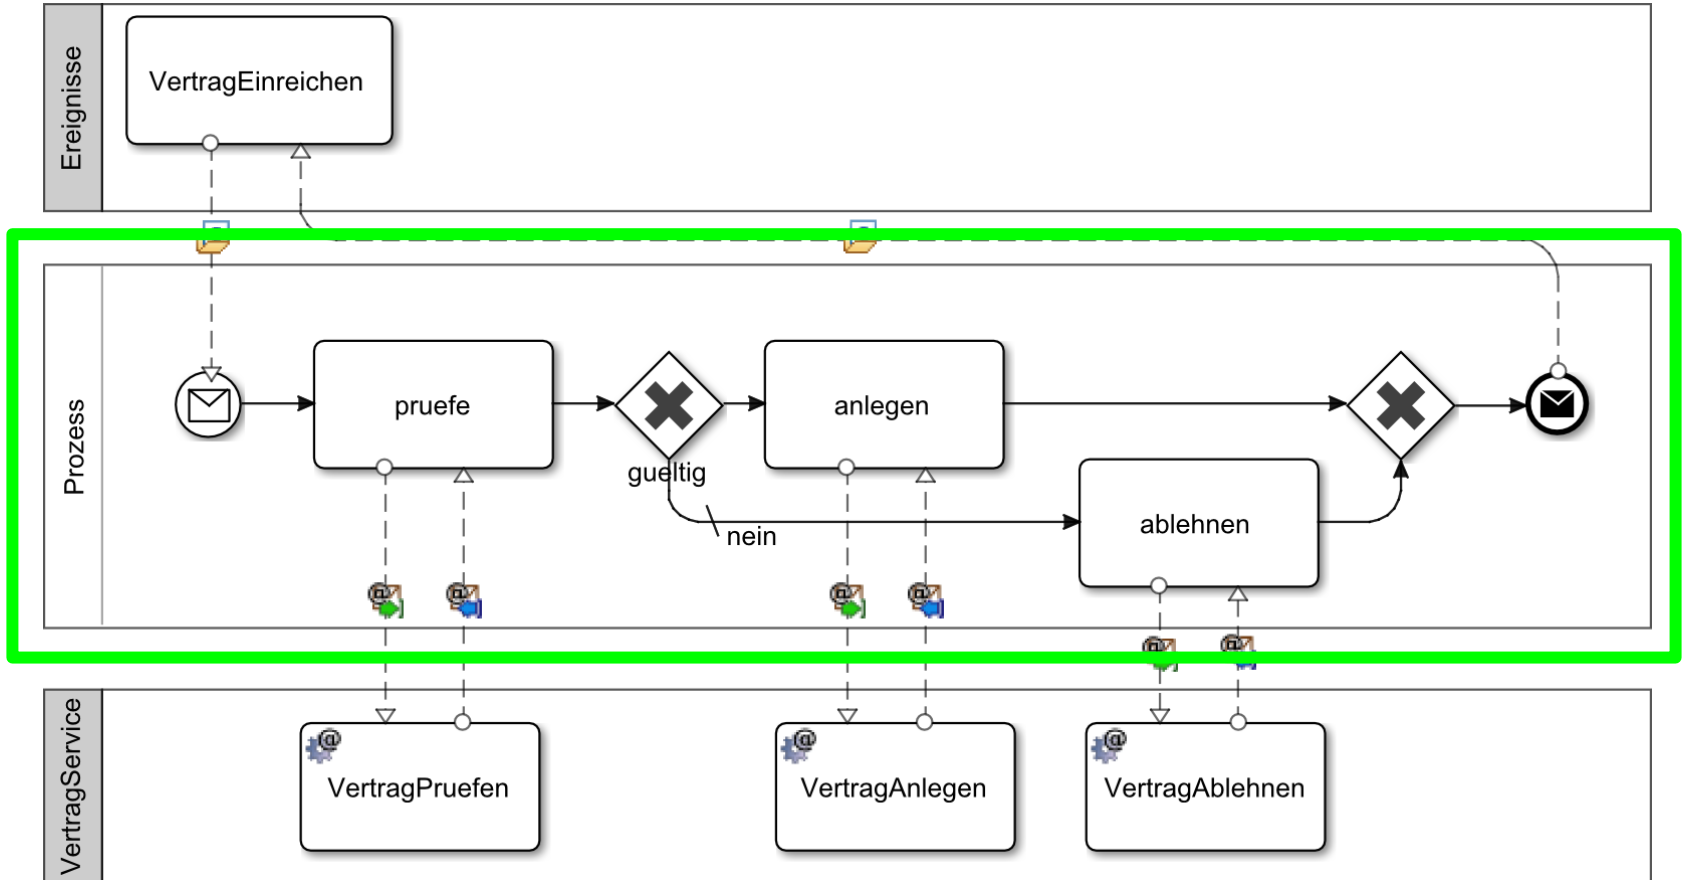 Ereignisse
VertragEinreichen
Prozess
pruefe
gueltig
nein
anlegen
ablehnen
VertragService
VertragPruefen
VertragAnlegen
VertragAblehnen